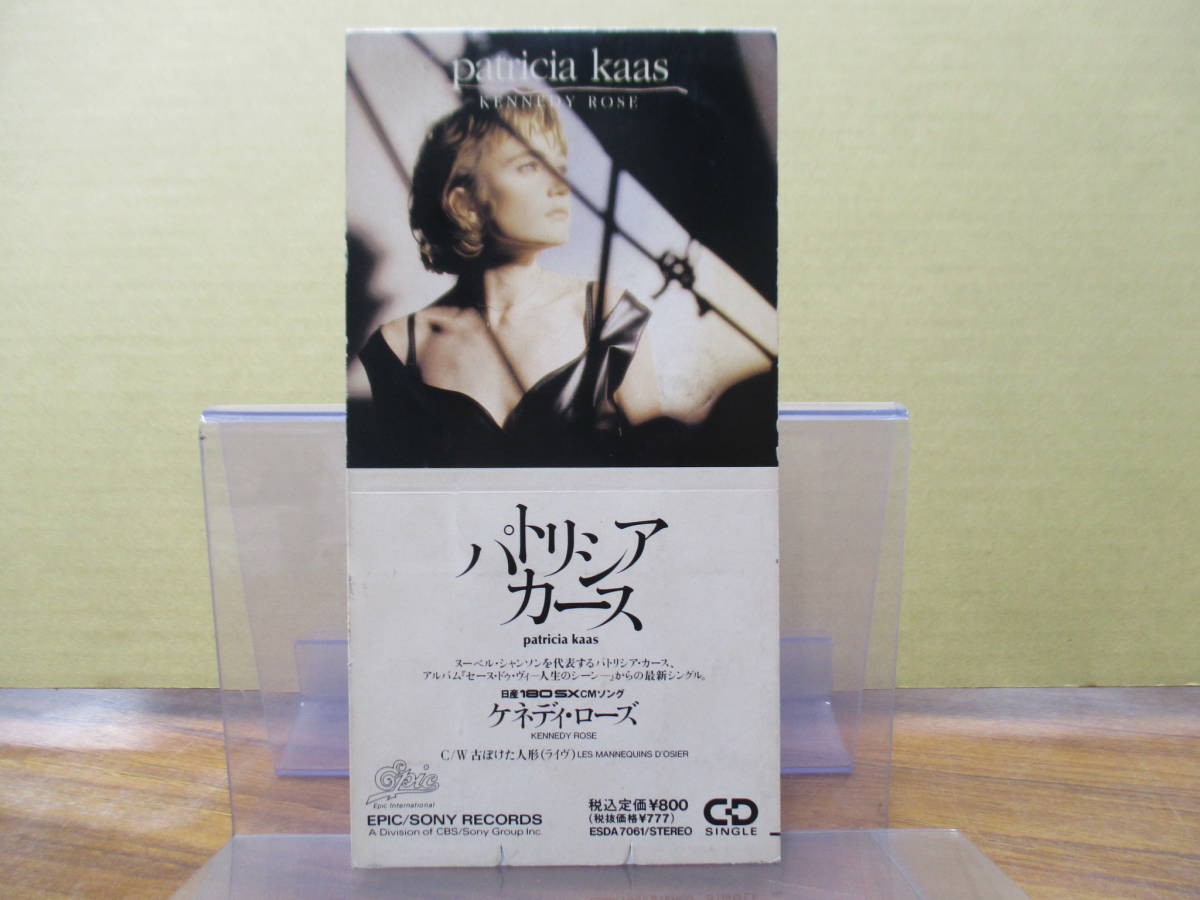 patricia kaas
KENNEDY ROSE
パトリシア
カース
patricia kaas
ヌーベル・シャンソンを代表するパトリシア・カース、
アルバム『セーヌ・ドゥ・ヴィー人生のシーン—』からの最新シングル。
日産180SXCMソング
ケネディ・ローズ
KENNEDY ROSE
C/W 古ぼけた人形(ライヴ) LES MANNEQUINS D'OSIER
Epic
Epic International
EPIC/SONY RECORDS
A Division of CBS/Sony Group Inc.
税込定価¥800
(税抜価格¥777)
ESDA7061/STEREO
CD
SINGLE